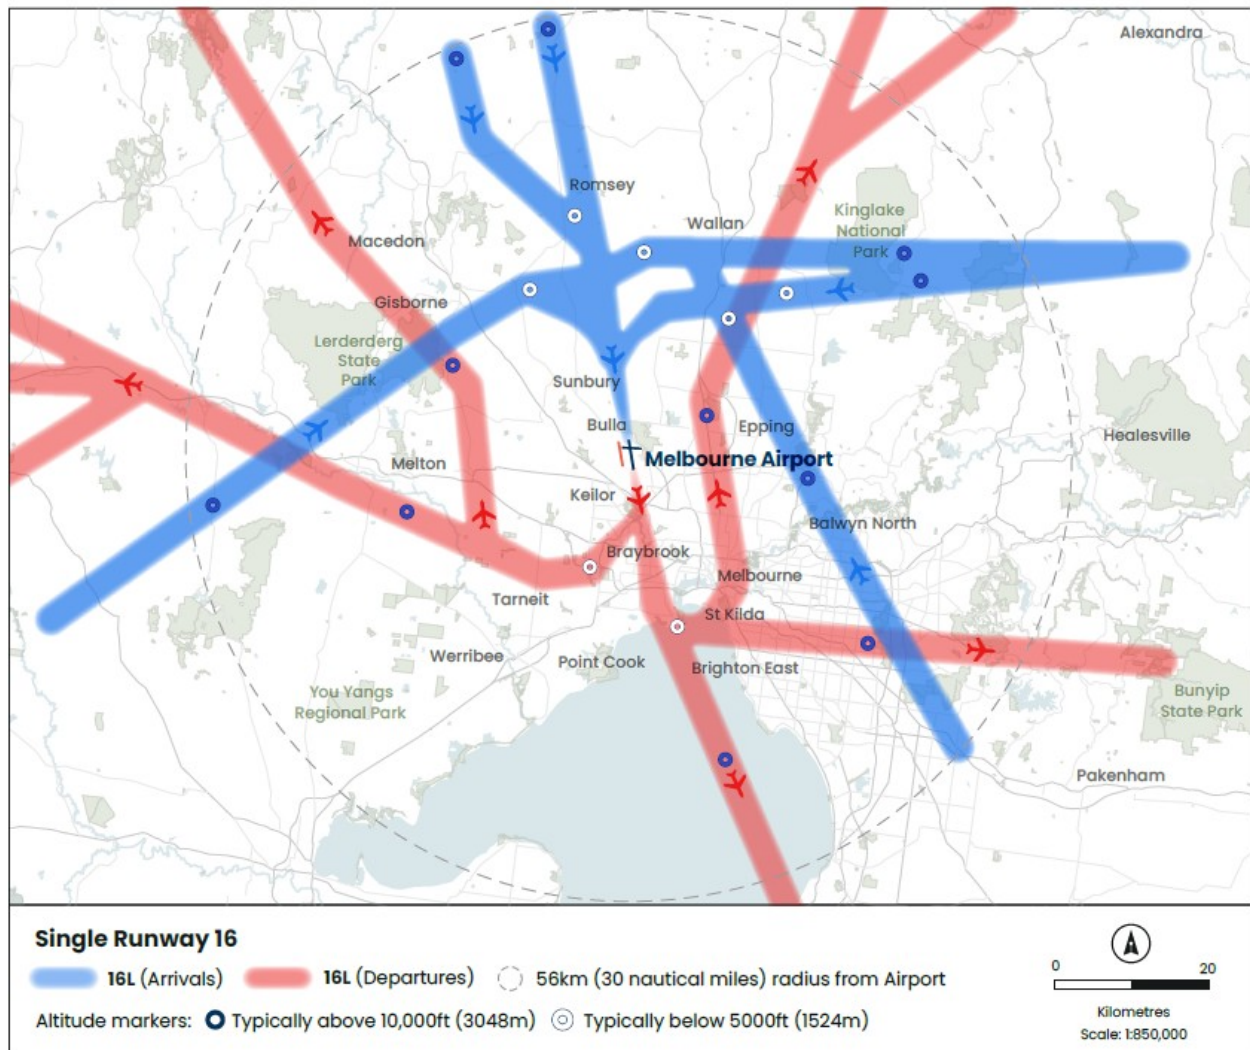 Alexandra
Romsey
Kinglake
National
Park
Wallan
Macedon
Gisborne
Lerderderg
State
Park
Sunbury
Bulla
Epping
Healesville
Melbourne Airport
Melton
Keilor
Balwyn North
Braybrook
Melbourne
Tarneit
St Kilda
Werribee
Point Cook
Brighton East
You Yangs
Regional Park
Bunyip
State Park
Pakenham
Single Runway 16
16L (Arrivals)
16L (Departures)
56km (30 nautical miles) radius from Airport
Altitude markers:
Typically above 10,000ft (3048m)
Typically below 5000ft (1524m)
0
20
Kilometres
Scale: 1:850,000